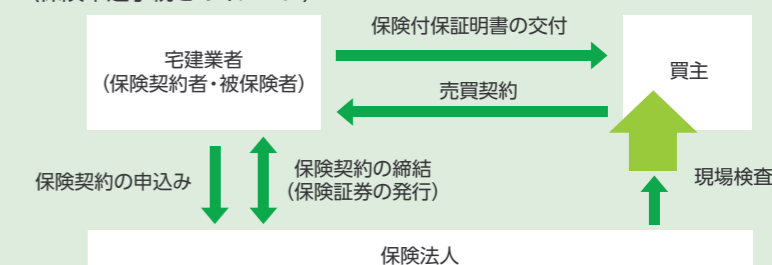 保険付保証明書の交付
宅建業者
（保険契約者・被保険者）
買主
売買契約
保険契約の申込み
保険契約の締結
（保険証券の発行）
現場検査
保険法人